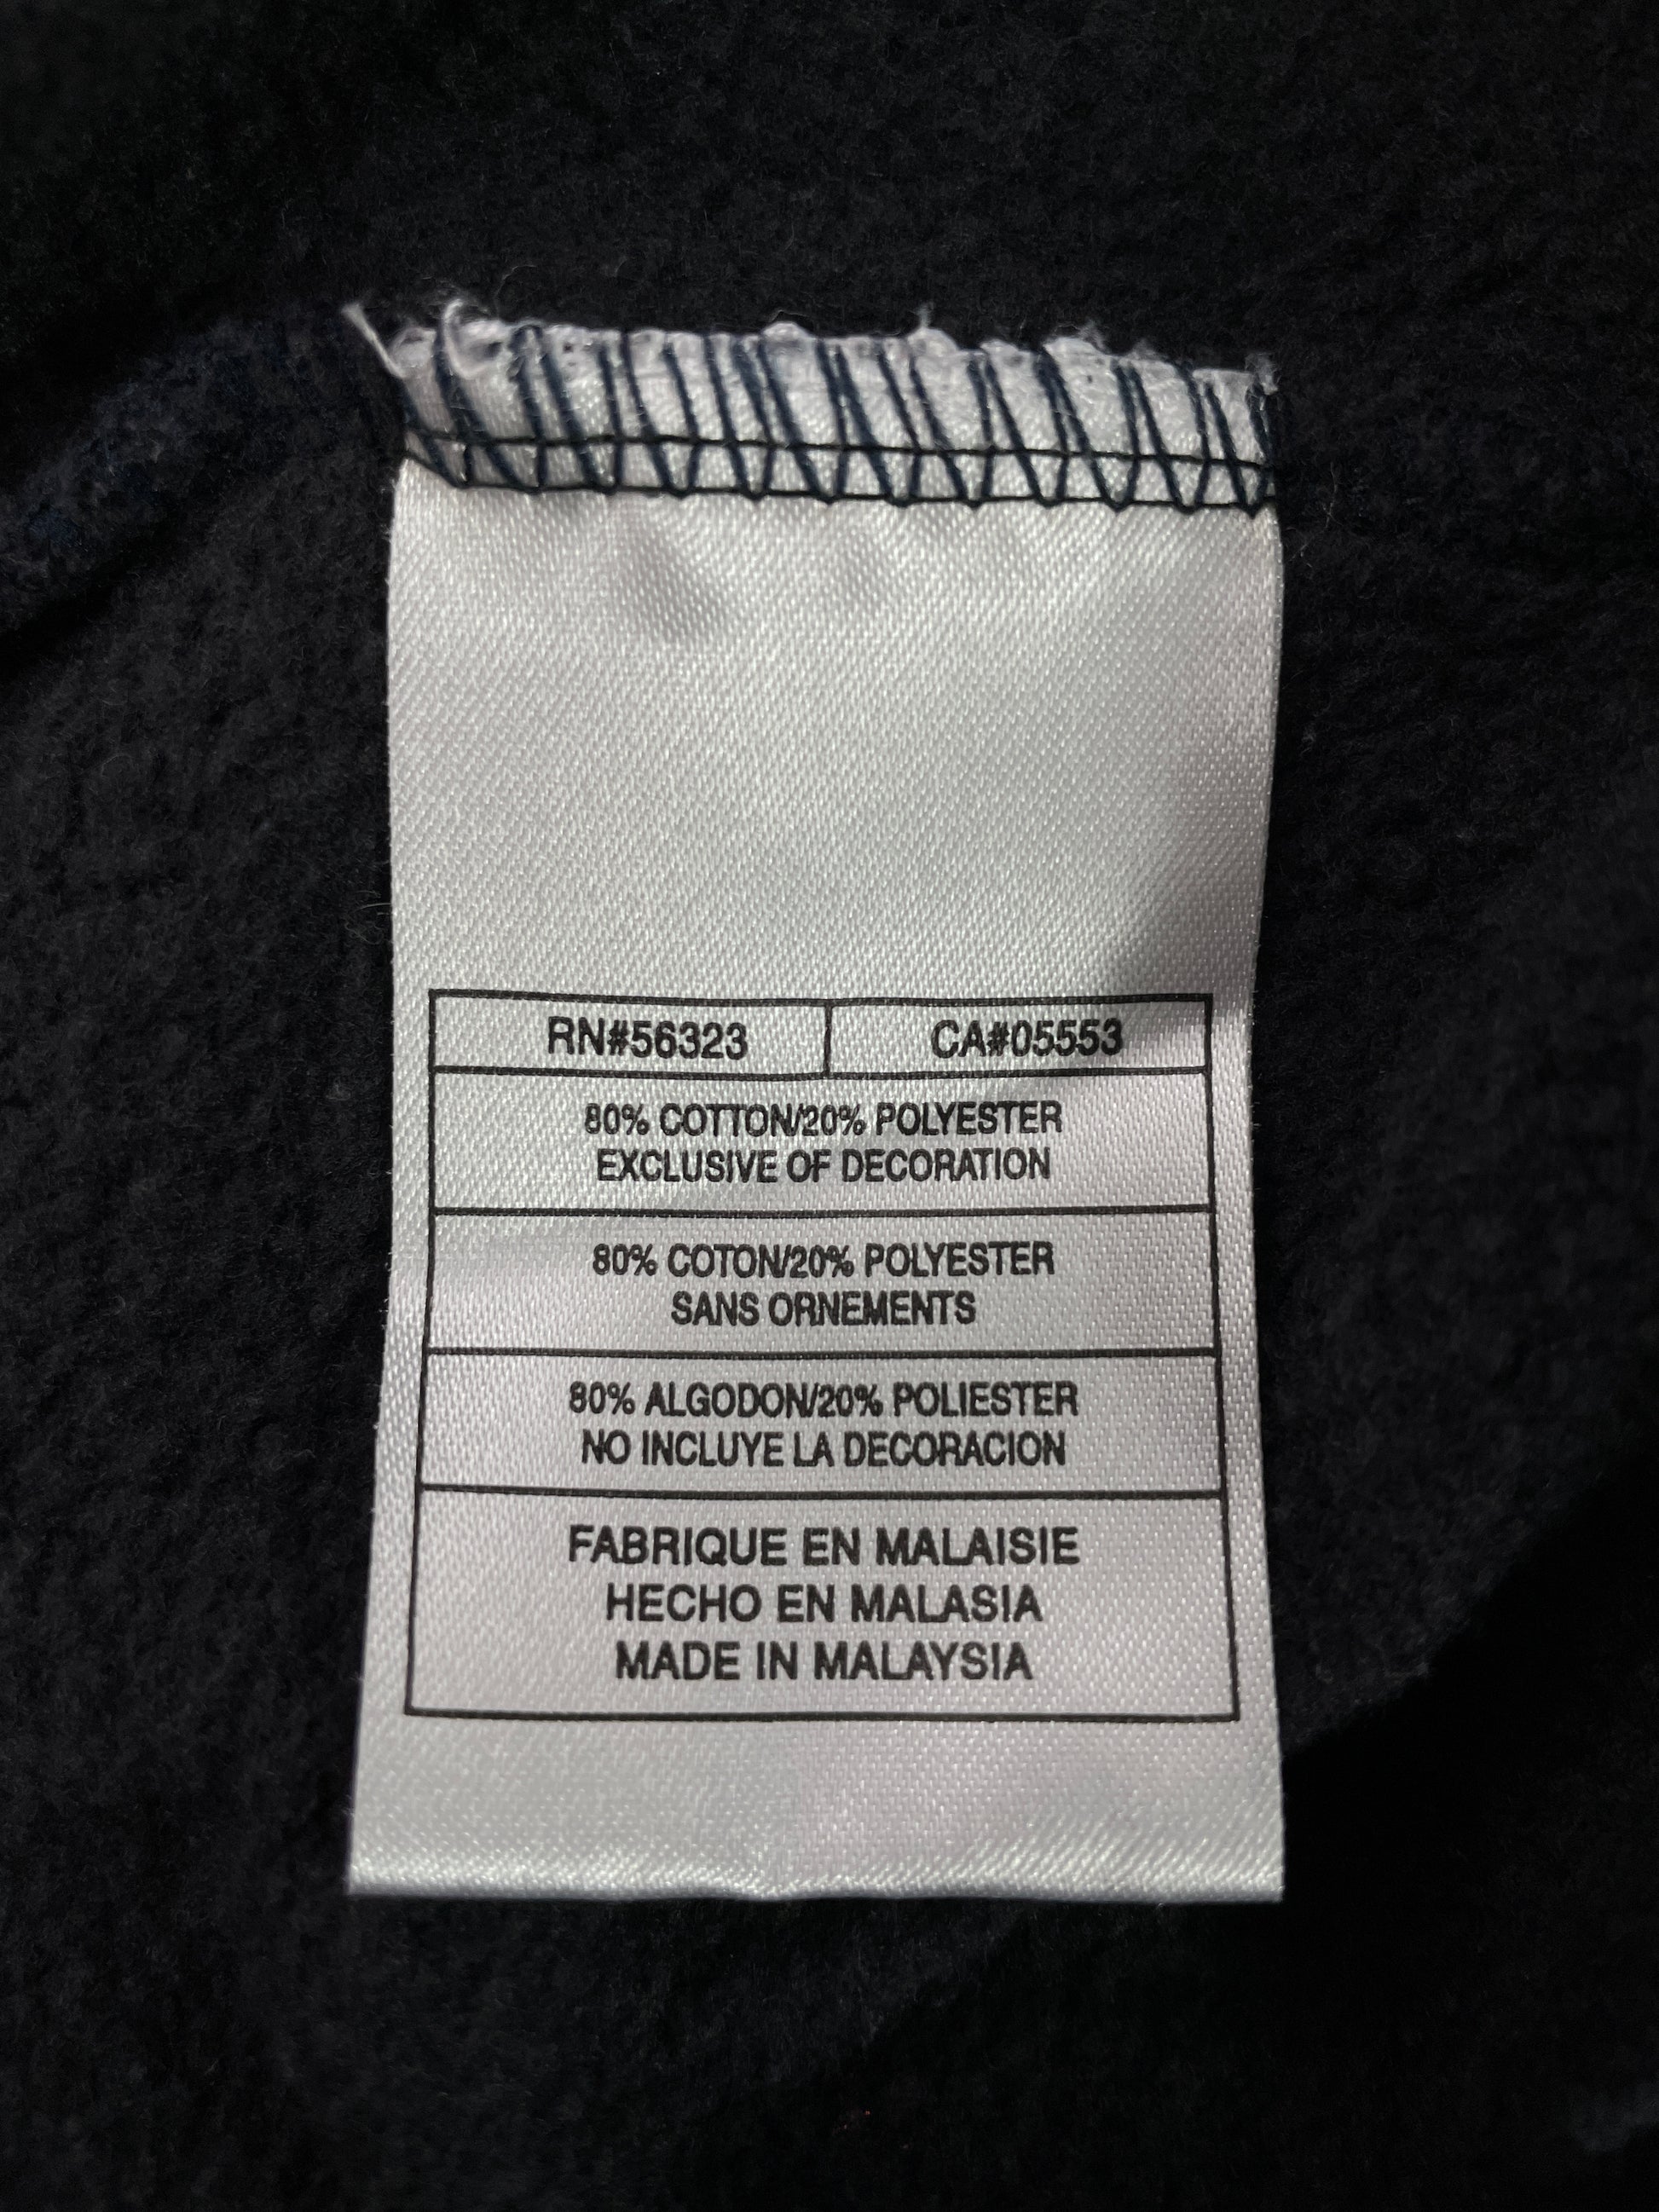 RN#56323 CA#05553
80% COTTON/20% POLYESTER
EXCLUSIVE OF DECORATION
80% COTON/20% POLYESTER
SANS ORNEMENTS
80% ALGODON/20% POLIESTER
NO INCLUYE LA DECORACION
FABRIQUE EN MALAISIE
HECHO EN MALASIA
MADE IN MALAYSIA